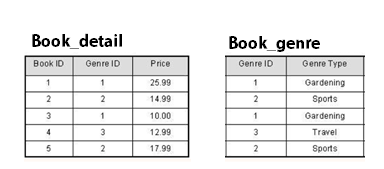 Book_detail
Book ID Genre ID Price
1 1 25.99
2 2 14.99
3 1 10.00
4 3 12.99
5 2 17.99
Book_genre
Genre ID Genre Type
1 Gardening
2 Sports
1 Gardening
3 Travel
2 Sports